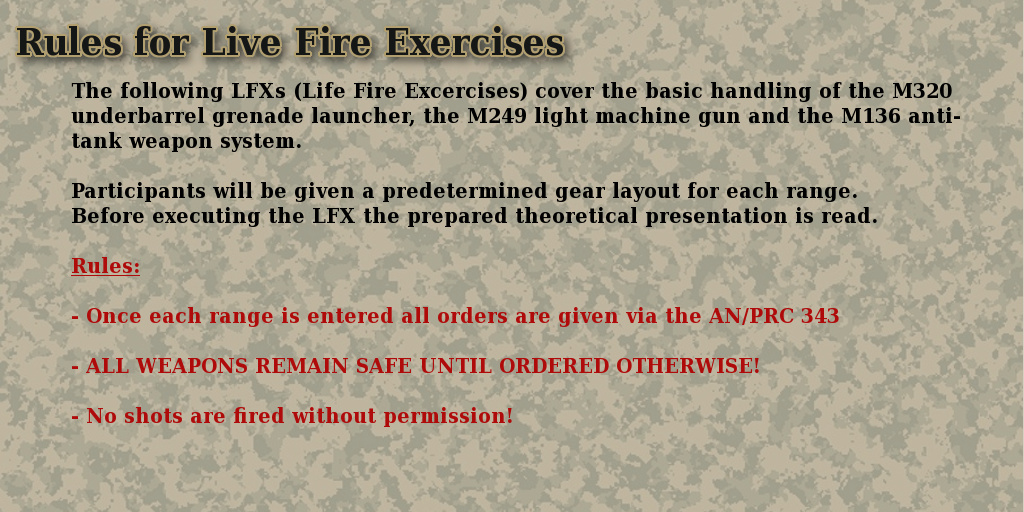 Rules for Live Fire Exercises
The following LFXs (Life Fire Excercises) cover the basic handling of the M320
underbarrel grenade launcher, the M249 light machine gun and the M136 anti-
tank weapon system.
Participants will be given a predetermined gear layout for each range.
Before executing the LFX the prepared theoretical presentation is read.
Rules:
- Once each range is entered all orders are given via the AN/PRC 343
- ALL WEAPONS REMAIN SAFE UNTIL ORDERED OTHERWISE!
- No shots are fired without permission!